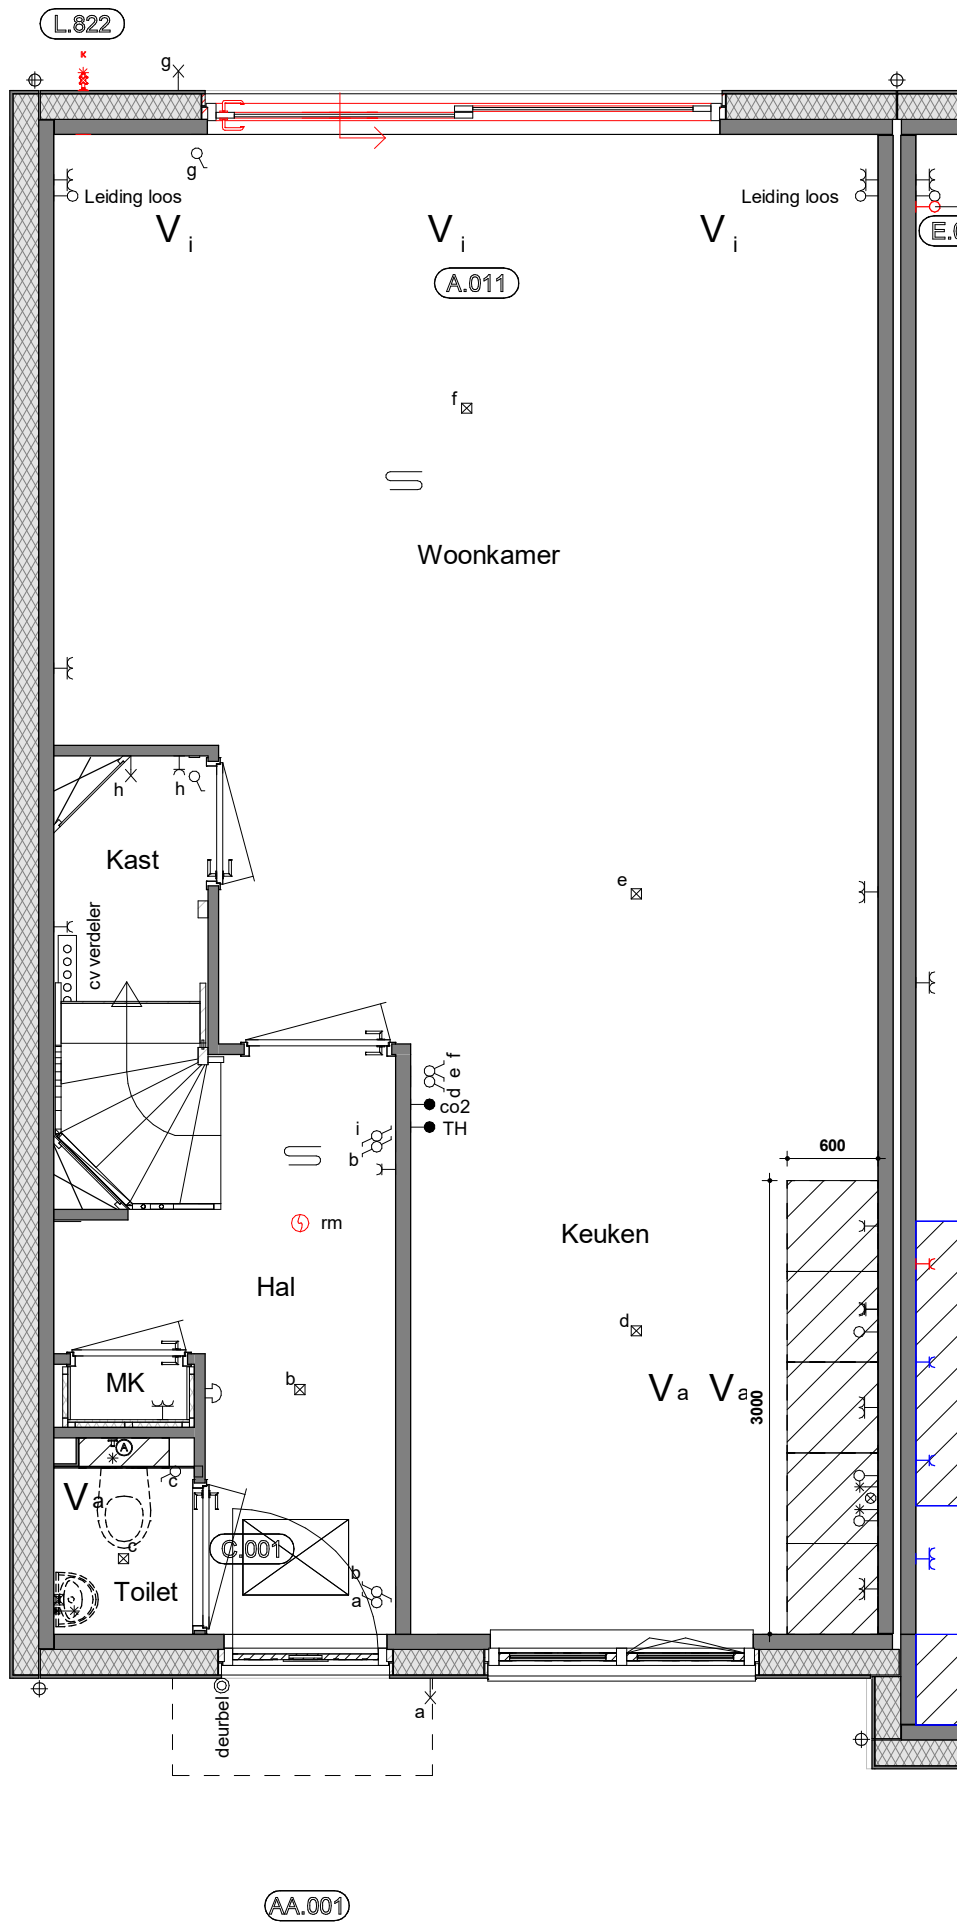 L.822
K
g
g
Leiding loos
Leiding loos
V i
V i
V i
A.011
E.
f
Woonkamer
h
h
Kast
e
cv verdeler
d e f
co2
TH
i
b
600
rm
Keuken
Hal
d
MK
b
V a
V a
3000
A
c
V a
c
C.001
b
a
Toilet
deurbel
a
AA.001